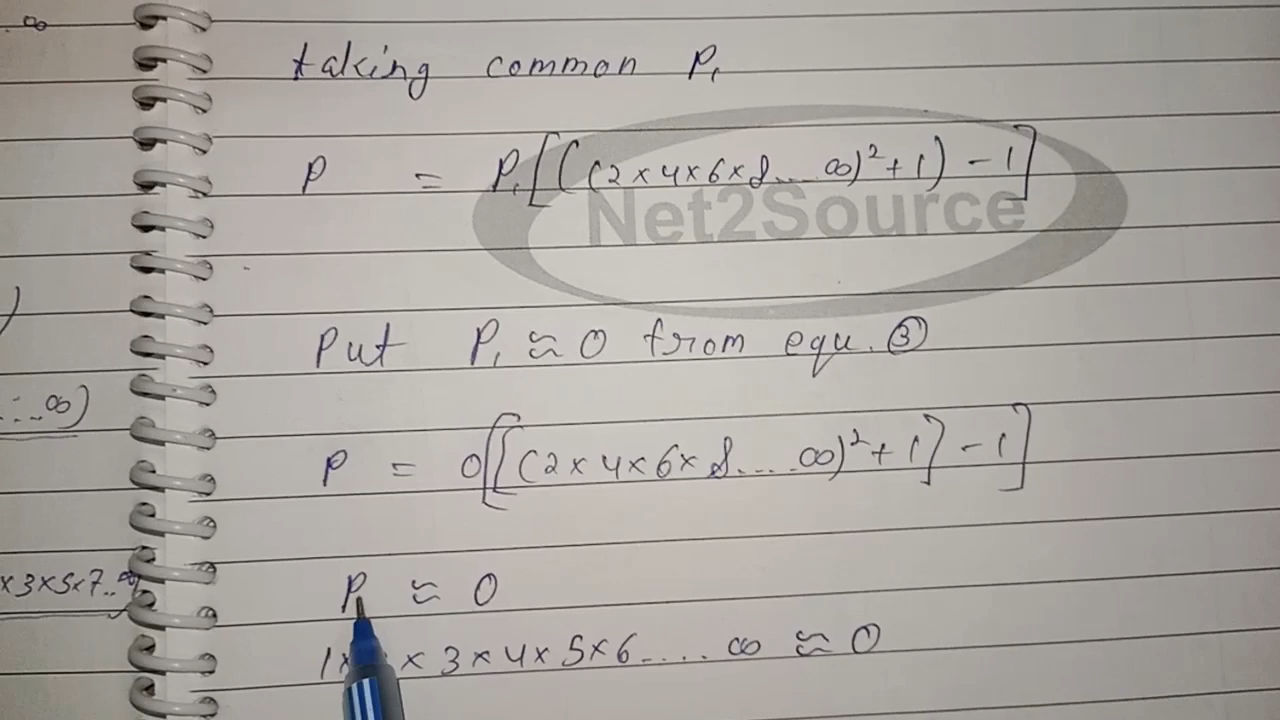 ..∞
taking common P₁
P = P₁[((2×4×6×8....∞)²+1)-1]
Net2Source
)
Put P₁ ≈ 0 from equ. ③
...∞)
P = 0[[(2×4×6×8.....∞)²+1]-1]
×3×5×7..∞
P ≈ 0
1× ×3×4×5×6.....∞ ≈ 0